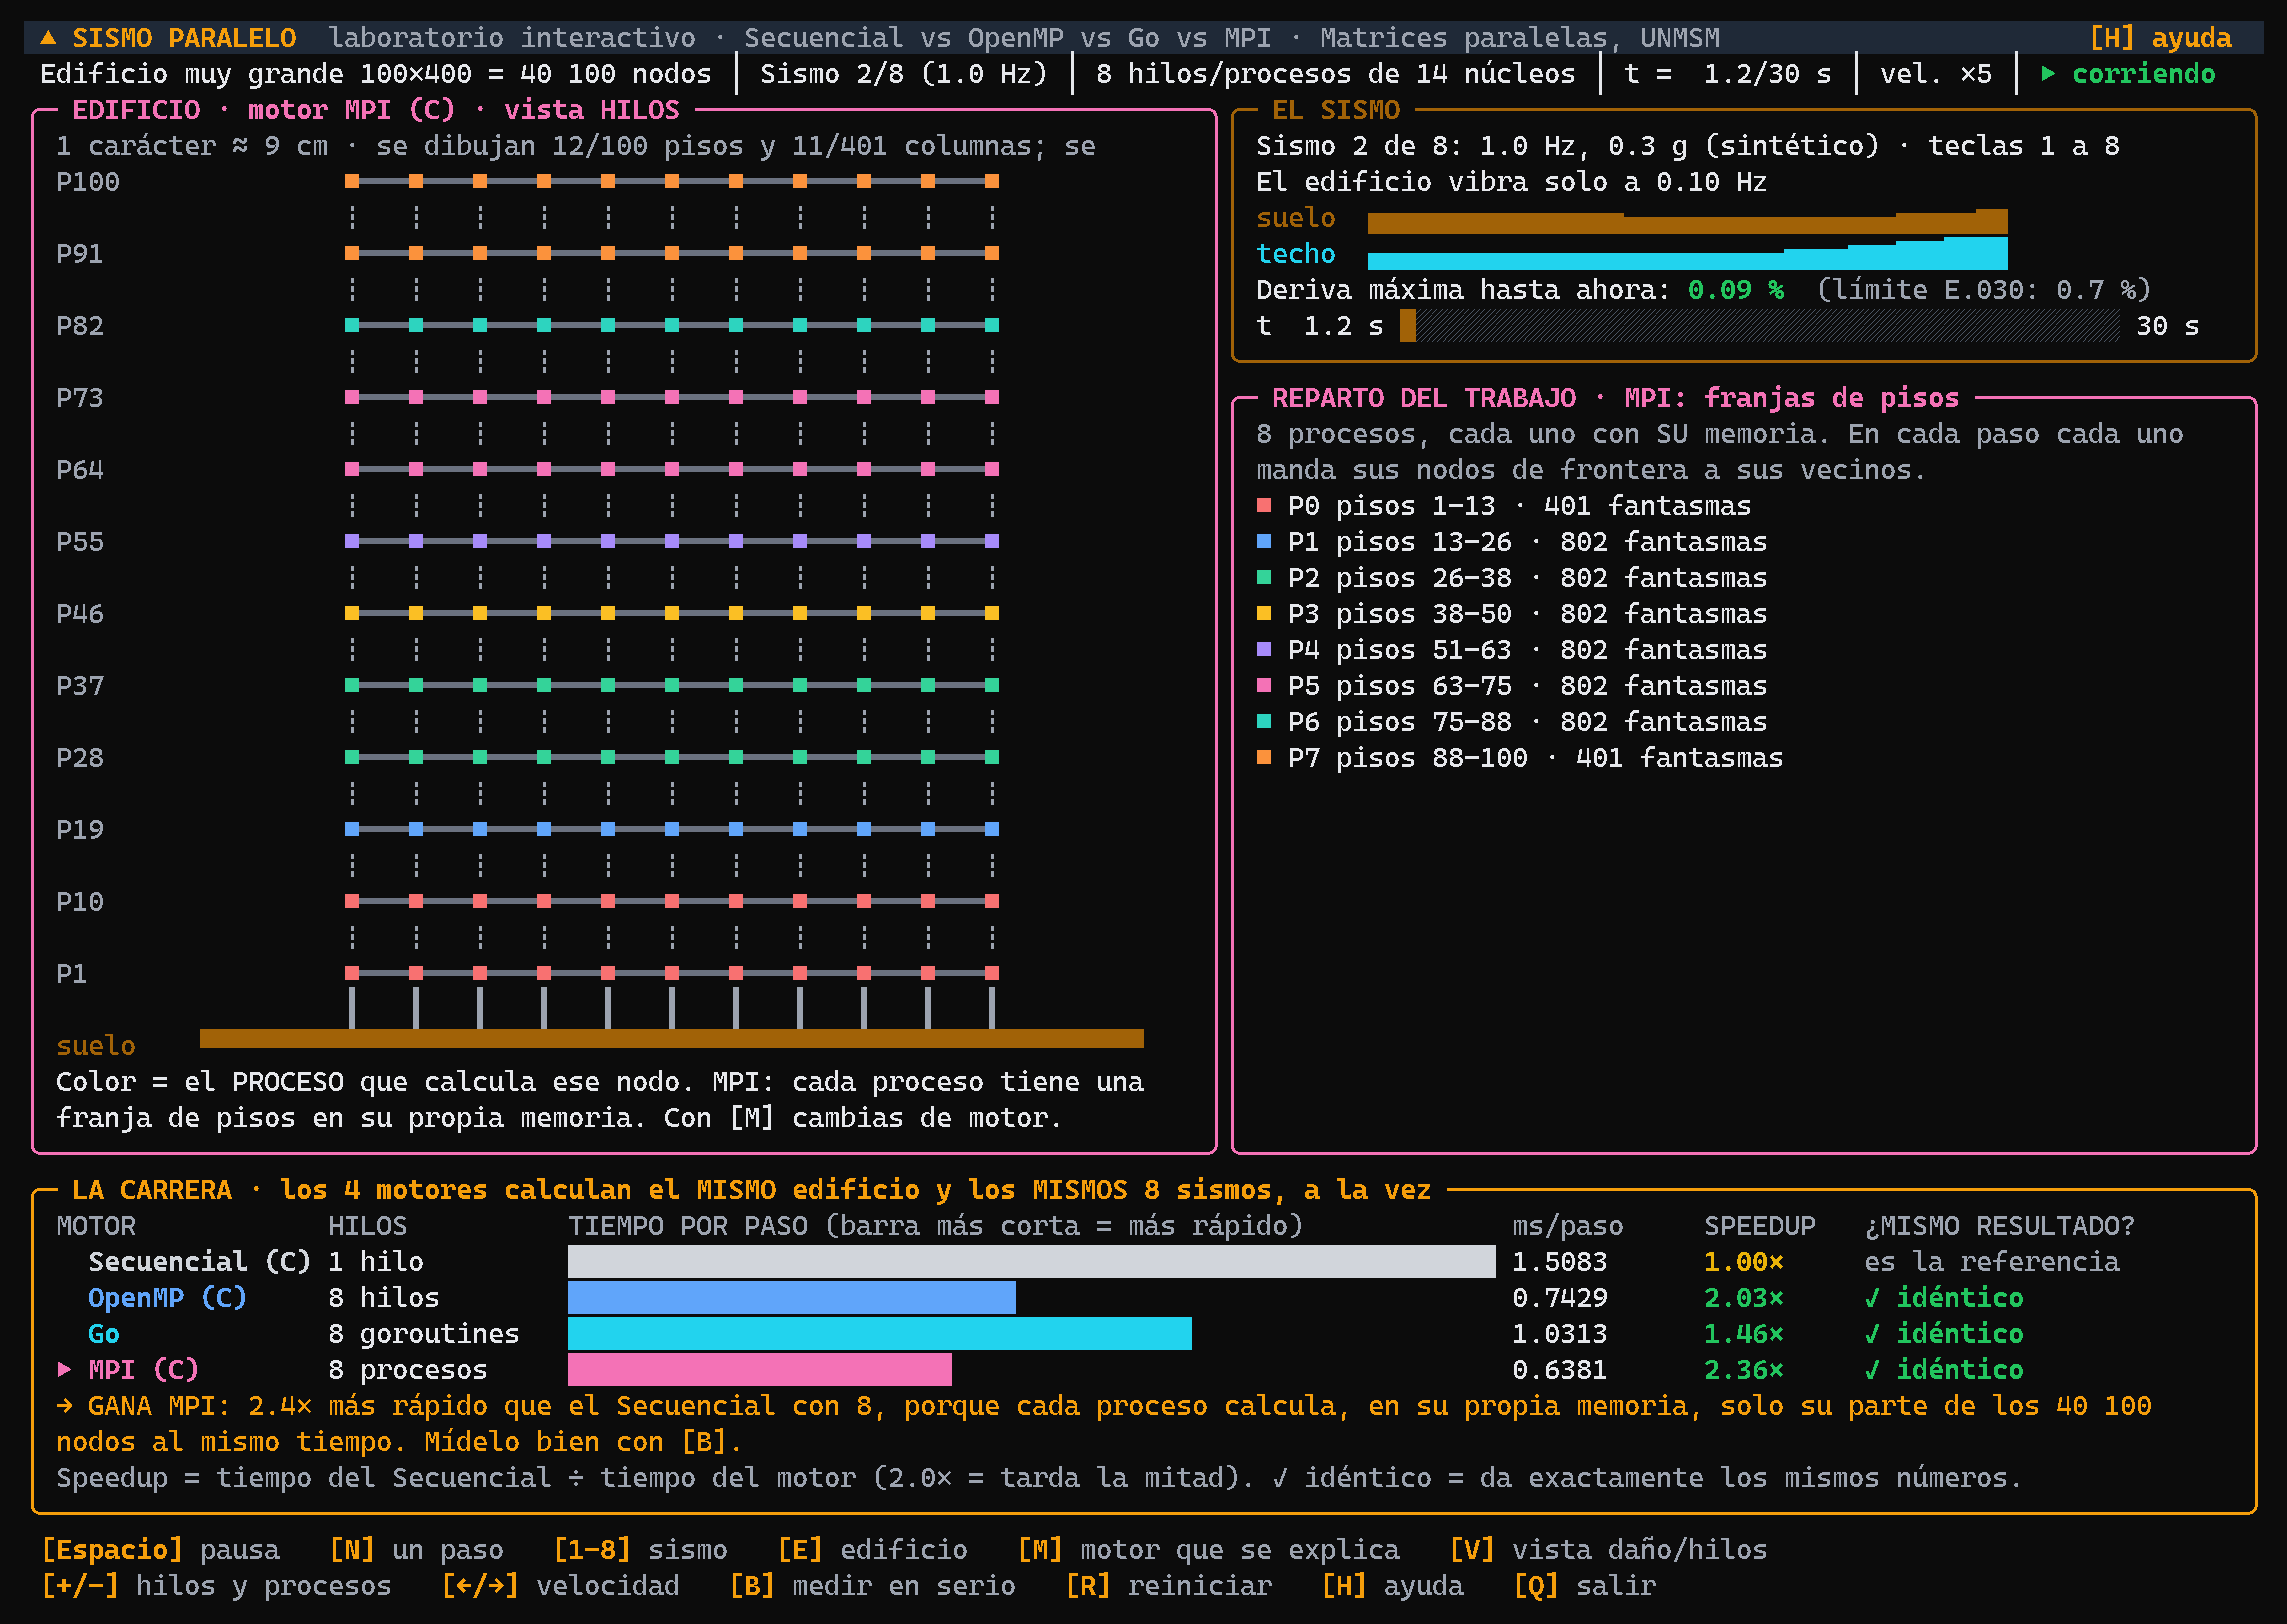 ▲ SISMO PARALELO laboratorio interactivo · Secuencial vs OpenMP vs Go vs MPI · Matrices paralelas, UNMSM [H] ayuda
Edificio muy grande 100×400 = 40 100 nodos │ Sismo 2/8 (1.0 Hz) │ 8 hilos/procesos de 14 núcleos │ t = 1.2/30 s │ vel. ×5 │ ▶ corriendo
EDIFICIO · motor MPI (C) · vista HILOS
1 carácter ≈ 9 cm · se dibujan 12/100 pisos y 11/401 columnas; se
P100
P91
P82
P73
P64
P55
P46
P37
P28
P19
P10
P1
suelo
Color = el PROCESO que calcula ese nodo. MPI: cada proceso tiene una
franja de pisos en su propia memoria. Con [M] cambias de motor.
EL SISMO
Sismo 2 de 8: 1.0 Hz, 0.3 g (sintético) · teclas 1 a 8
El edificio vibra solo a 0.10 Hz
suelo
techo
Deriva máxima hasta ahora: 0.09 % (límite E.030: 0.7 %)
t 1.2 s 30 s
REPARTO DEL TRABAJO · MPI: franjas de pisos
8 procesos, cada uno con SU memoria. En cada paso cada uno
manda sus nodos de frontera a sus vecinos.
■ P0 pisos 1-13 · 401 fantasmas
■ P1 pisos 13-26 · 802 fantasmas
■ P2 pisos 26-38 · 802 fantasmas
■ P3 pisos 38-50 · 802 fantasmas
■ P4 pisos 51-63 · 802 fantasmas
■ P5 pisos 63-75 · 802 fantasmas
■ P6 pisos 75-88 · 802 fantasmas
■ P7 pisos 88-100 · 401 fantasmas
LA CARRERA · los 4 motores calculan el MISMO edificio y los MISMOS 8 sismos, a la vez
MOTOR HILOS TIEMPO POR PASO (barra más corta = más rápido) ms/paso SPEEDUP ¿MISMO RESULTADO?
Secuencial (C) 1 hilo 1.5083 1.00× es la referencia
OpenMP (C) 8 hilos 0.7429 2.03× ✓ idéntico
Go 8 goroutines 1.0313 1.46× ✓ idéntico
▶ MPI (C) 8 procesos 0.6381 2.36× ✓ idéntico
→ GANA MPI: 2.4× más rápido que el Secuencial con 8, porque cada proceso calcula, en su propia memoria, solo su parte de los 40 100
nodos al mismo tiempo. Mídelo bien con [B].
Speedup = tiempo del Secuencial ÷ tiempo del motor (2.0× = tarda la mitad). ✓ idéntico = da exactamente los mismos números.
[Espacio] pausa [N] un paso [1-8] sismo [E] edificio [M] motor que se explica [V] vista daño/hilos
[+/-] hilos y procesos [←/→] velocidad [B] medir en serio [R] reiniciar [H] ayuda [Q] salir